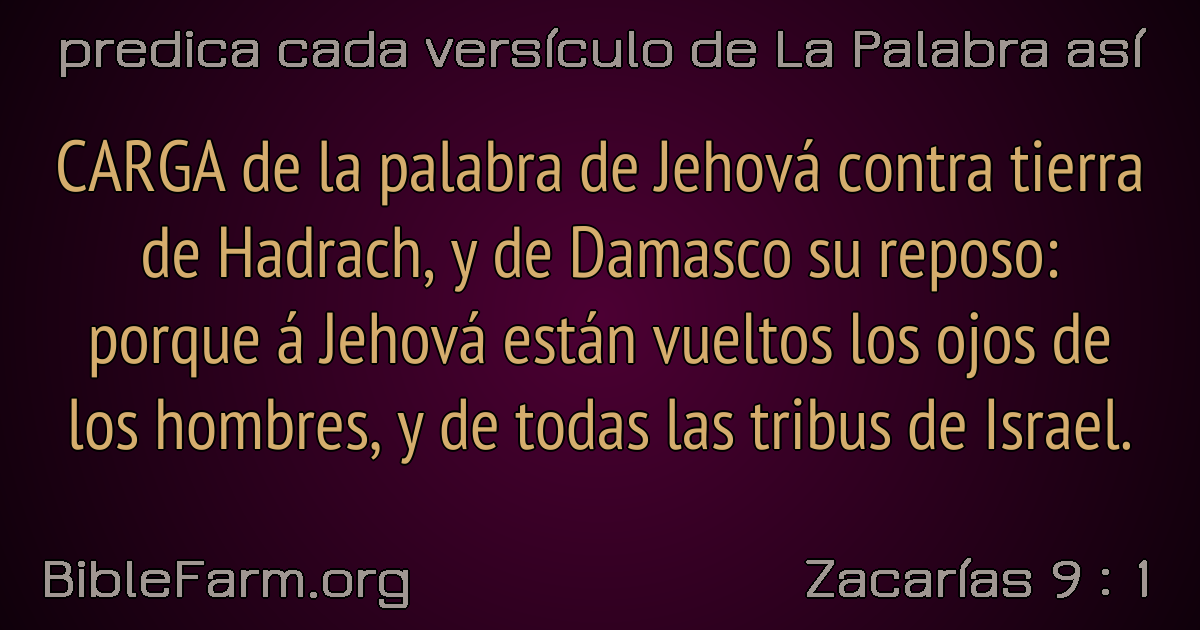 predica cada versículo de La Palabra así
CARGA de la palabra de Jehová contra tierra
de Hadrach, y de Damasco su reposo:
porque á Jehová están vueltos los ojos de
los hombres, y de todas las tribus de Israel.
BibleFarm.org
Zacarías 9 : 1